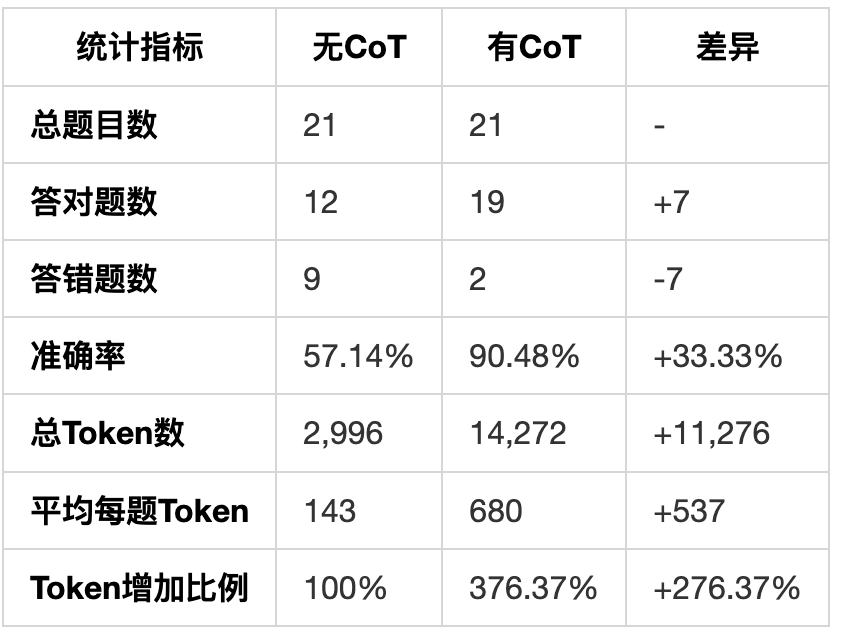 统计指标 无CoT 有CoT 差异
总题目数 21 21 -
答对题数 12 19 +7
答错题数 9 2 -7
准确率 57.14% 90.48% +33.33%
总Token数 2,996 14,272 +11,276
平均每题Token 143 680 +537
Token增加比例 100% 376.37% +276.37%